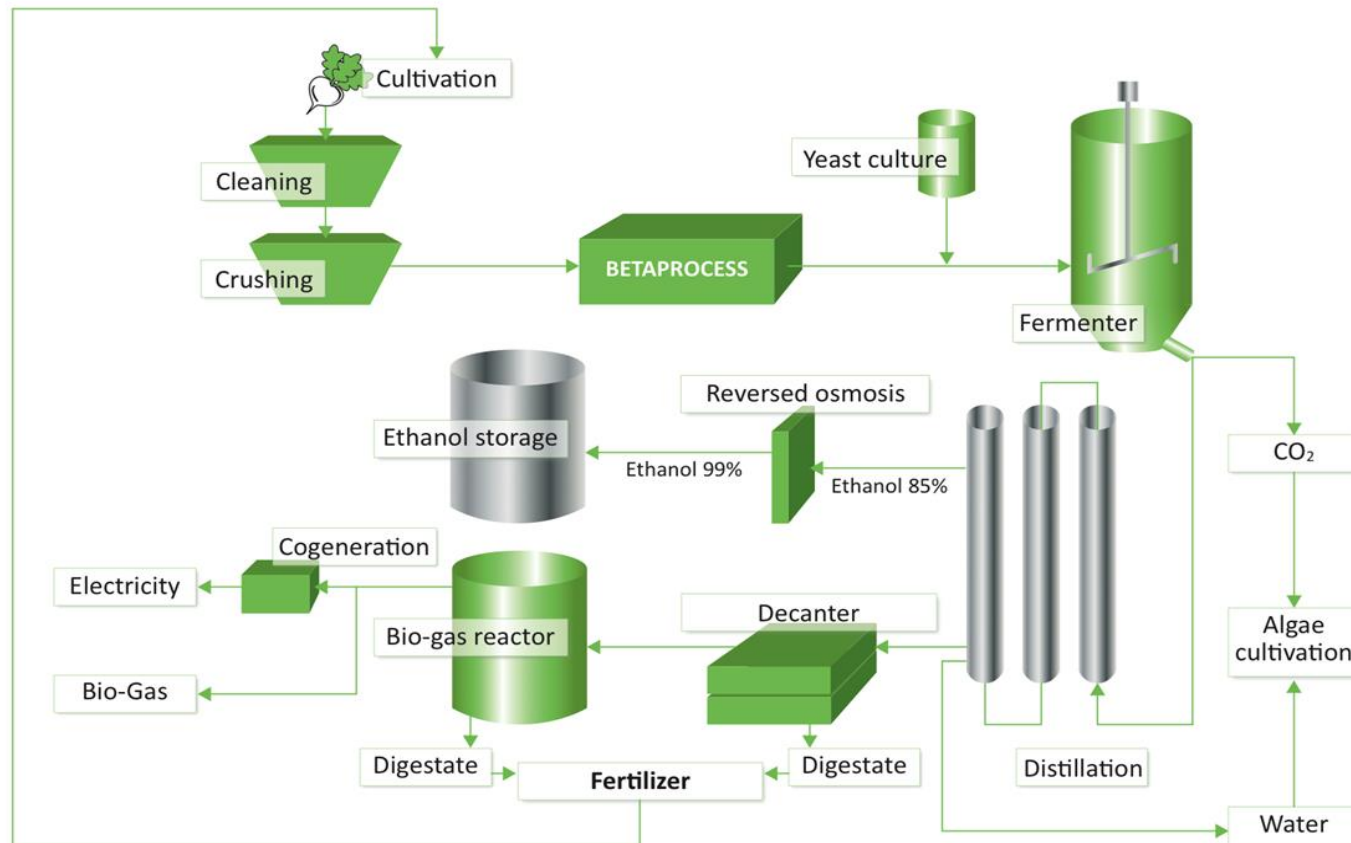 Cultivation
Cleaning
Crushing
BETAPROCESS
Yeast culture
Fermenter
Reversed osmosis
Ethanol storage
Ethanol 99%
Ethanol 85%
CO₂
Cogeneration
Electricity
Bio-gas reactor
Decanter
Algae
cultivation
Bio-Gas
Digestate
Fertilizer
Digestate
Distillation
Water